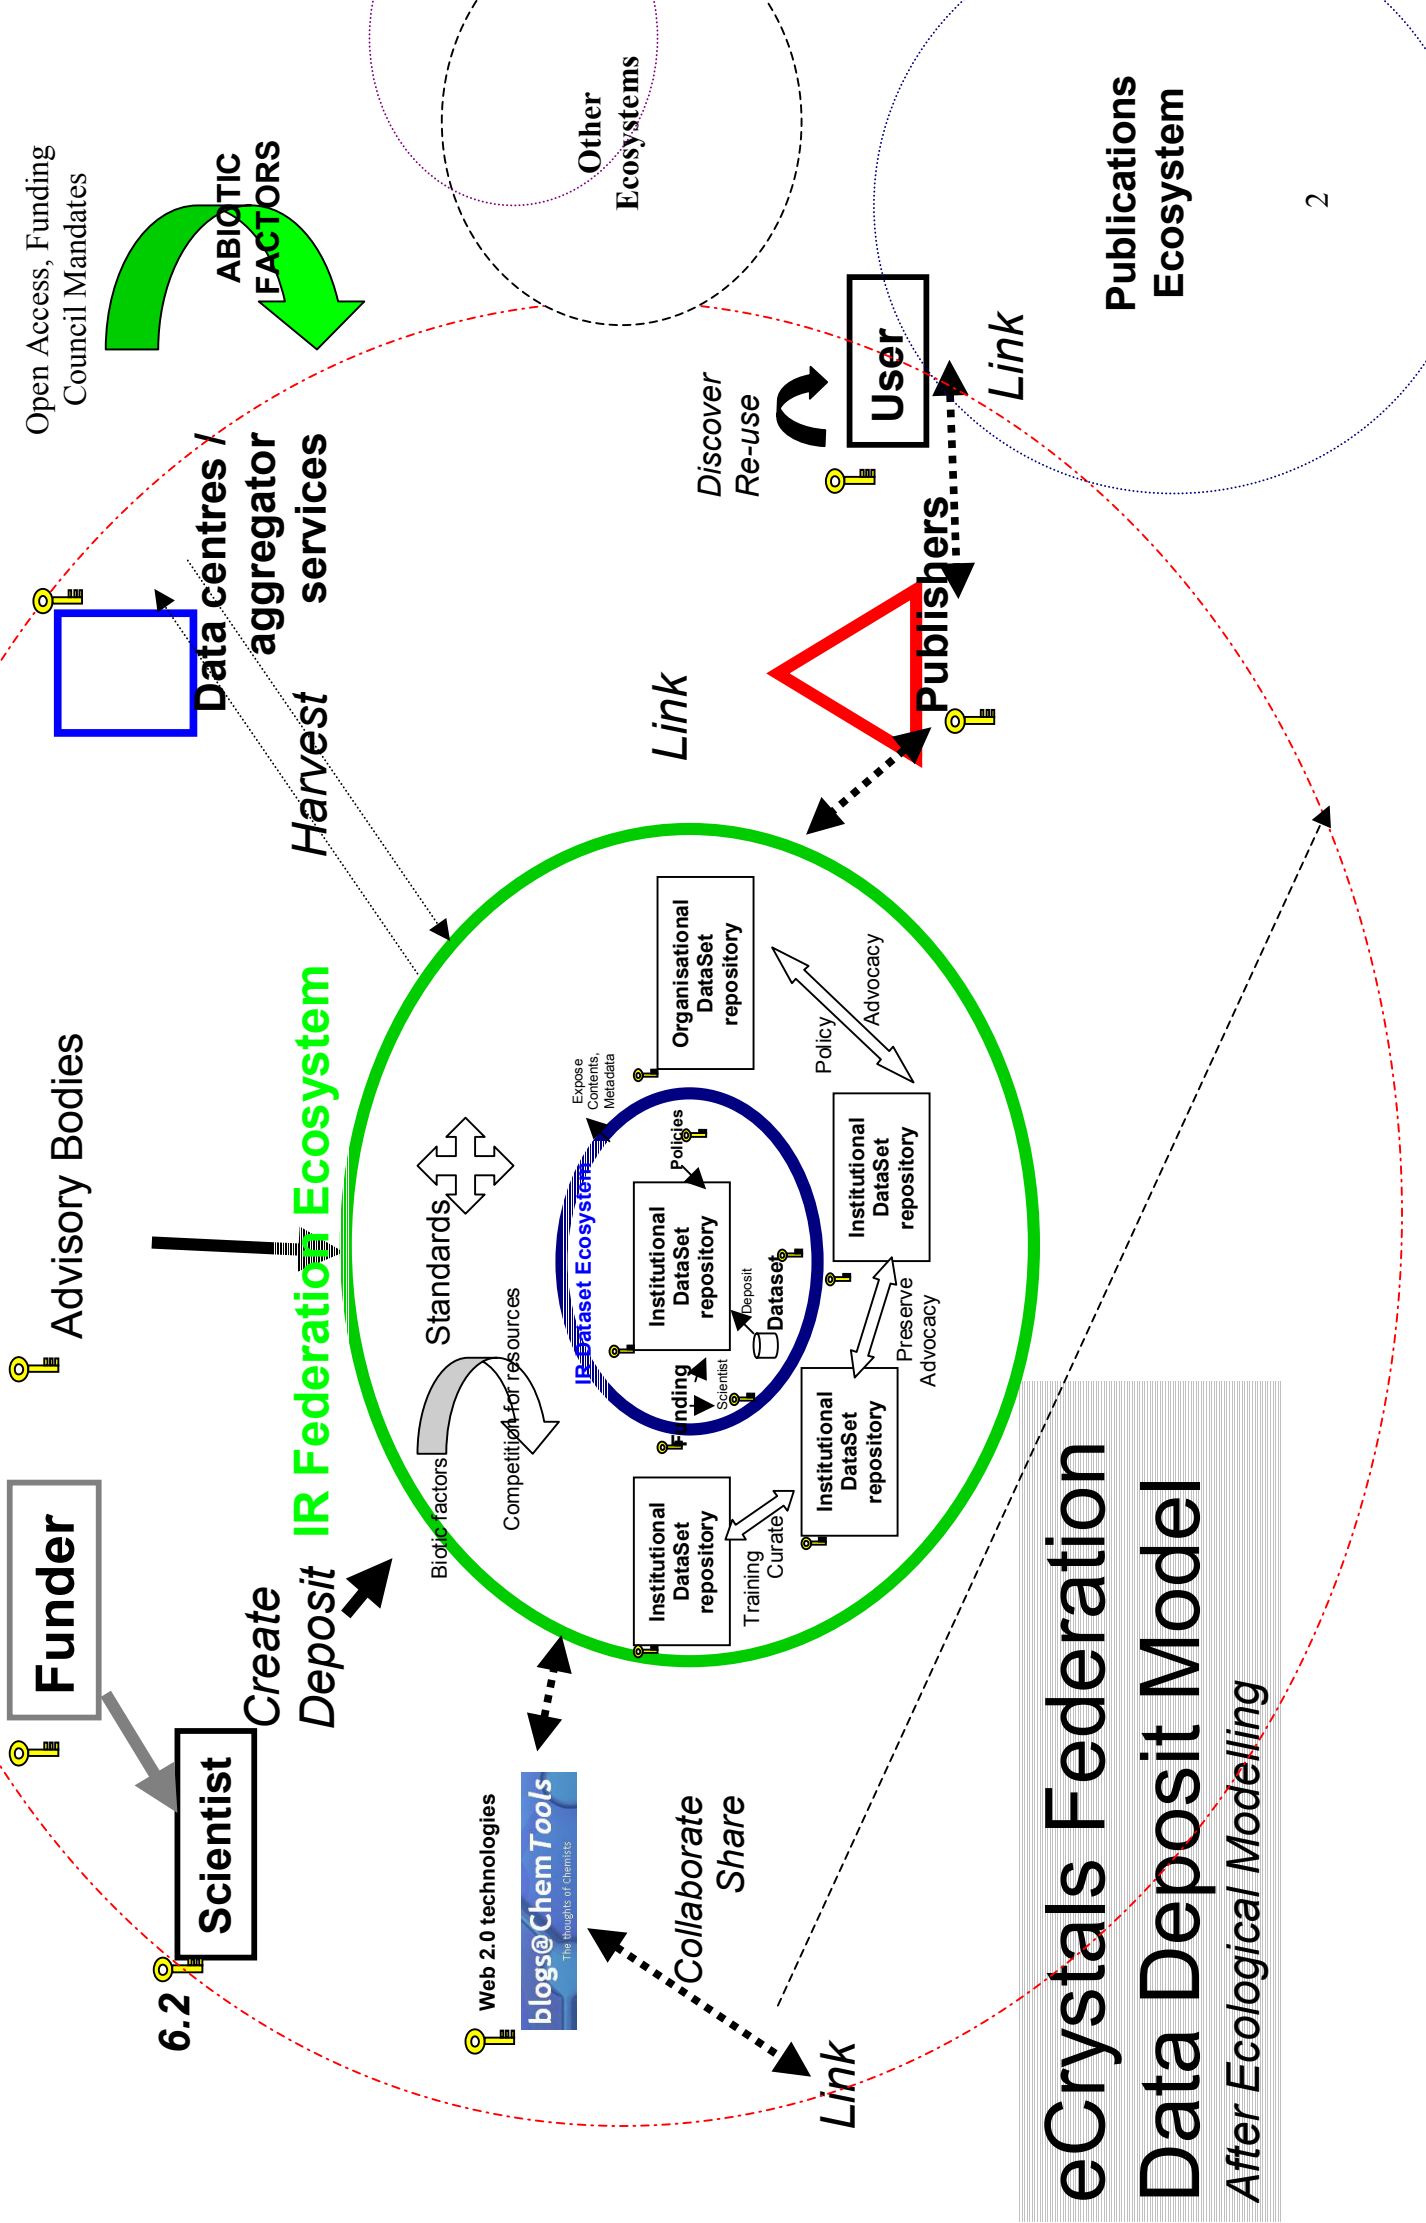 6.2
Funder
Scientist
Create
Deposit
Advisory Bodies
IR Federation Ecosystem
Open Access, Funding
Council Mandates
ABIOTIC
FACTORS
Data centres /
aggregator
services
Harvest
Web 2.0 technologies
blogs@ChemTools
The thoughts of Chemists
Collaborate
Share
Link
Biotic factors
Competition for resources
Standards
IR Dataset Ecosystem
Expose
Contents,
Metadata
Policies
Institutional
DataSet
repository
Funding
Scientist
Deposit
Dataset
Institutional
DataSet
repository
Training
Curate
Institutional
DataSet
repository
Preserve
Advocacy
Institutional
DataSet
repository
Policy
Advocacy
Organisational
DataSet
repository
Link
Publishers
Discover
Re-use
User
Link
Other
Ecosystems
Publications
Ecosystem
eCrystals Federation
Data Deposit Model
After Ecological Modelling
2